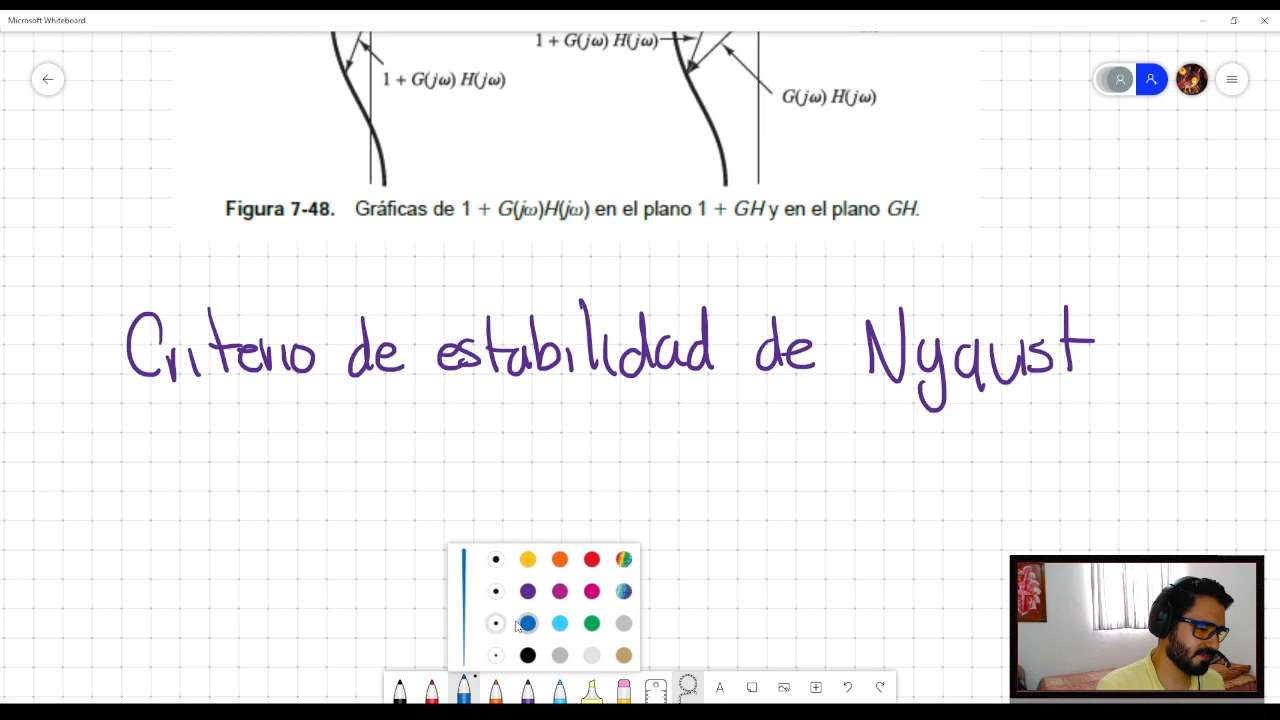 Microsoft Whiteboard
1 + G(jω) H(jω)
1 + G(jω) H(jω)
G(jω) H(jω)
Figura 7-48. Gráficas de 1 + G(jω)H(jω) en el plano 1 + GH y en el plano GH.
Criterio de estabilidad de Nyquist
A